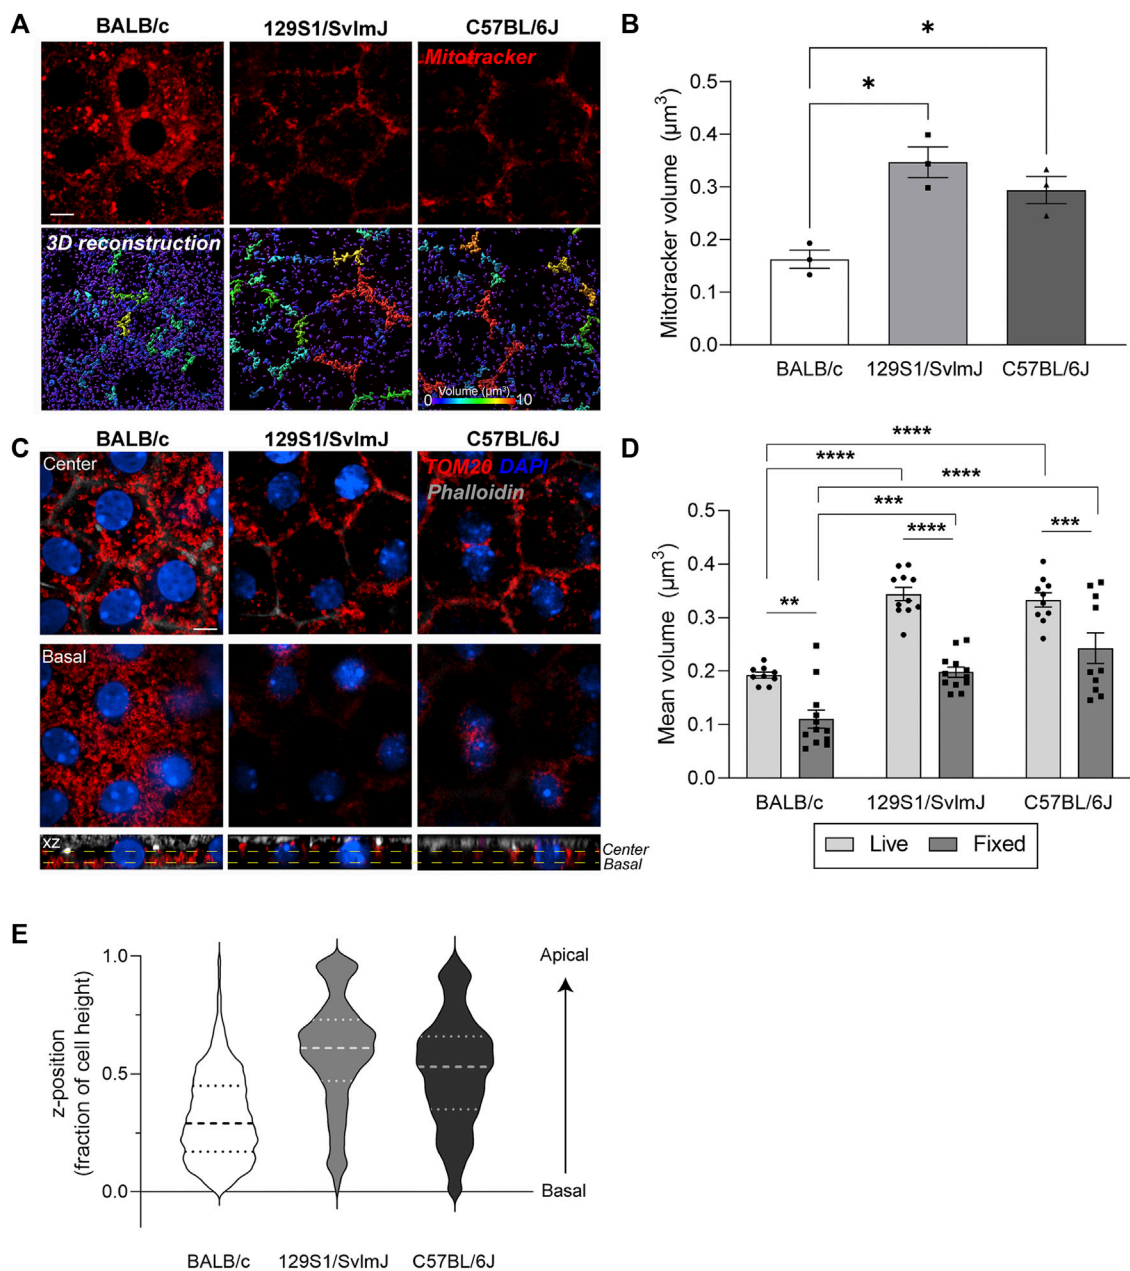 A
BALB/c
129S1/SvImJ
C57BL/6J
Mitotracker
3D reconstruction
Volume (µm³)
0
10
B
*
*
Mitotracker volume (µm³)
0.5
0.4
0.3
0.2
0.1
0.0
BALB/c
129S1/SvImJ
C57BL/6J
C
BALB/c
129S1/SvImJ
C57BL/6J
Center
TOM20 DAPI
Phalloidin
Basal
xz
Center
Basal
D
****
****
****
***
****
***
**
Mean volume (µm³)
0.5
0.4
0.3
0.2
0.1
0.0
BALB/c
129S1/SvImJ
C57BL/6J
Live
Fixed
E
z-position
(fraction of cell height)
1.0
0.5
0.0
Apical
Basal
BALB/c
129S1/SvImJ
C57BL/6J